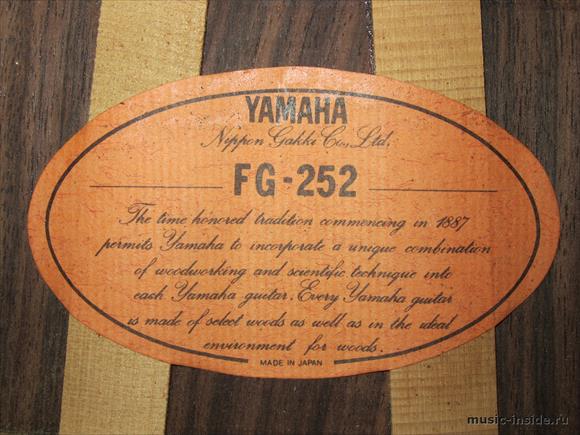 YAMAHA
Nippon Gakki Co., Ltd.
FG-252
The time honored tradition commencing in 1887
permits Yamaha to incorporate a unique combination
of woodworking and scientific technique into
each Yamaha guitar. Every Yamaha guitar
is made of select woods as well as in the ideal
environment for woods.
MADE IN JAPAN
music-inside.ru